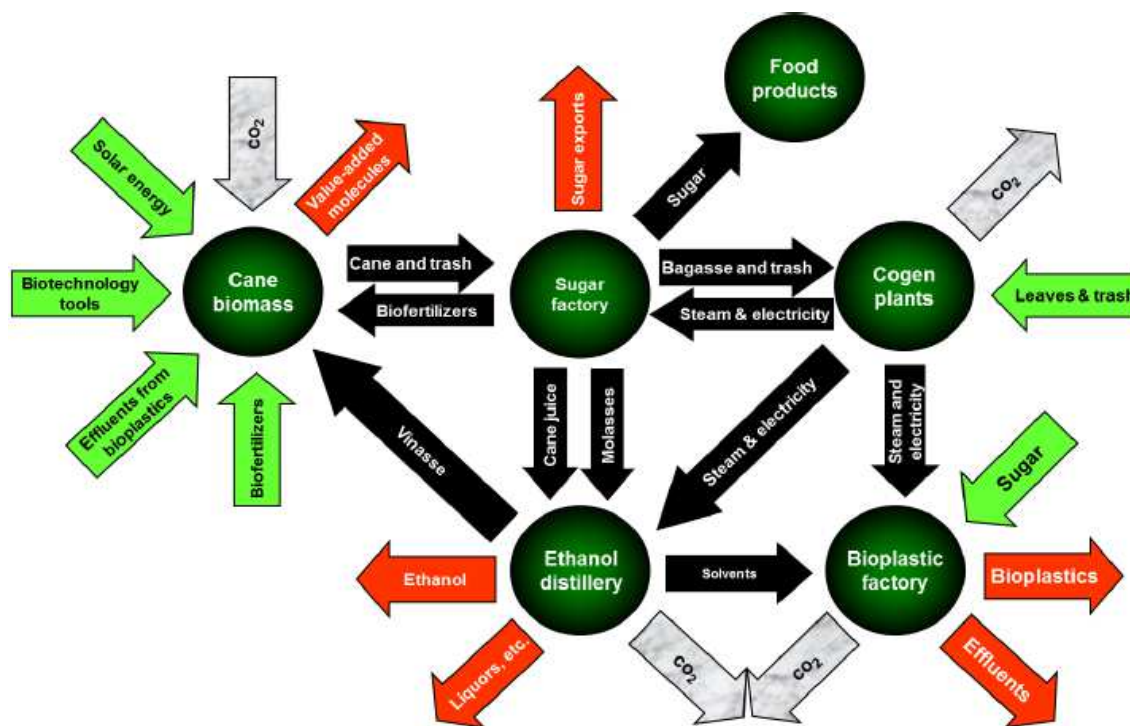 Food
products
CO2
Sugar exports
Solar energy
Value-added
molecules
Sugar
CO2
Cane
biomass
Cane and trash
Sugar
factory
Bagasse and trash
Cogen
plants
Biotechnology
tools
Biofertilizers
Steam & electricity
Leaves & trash
Effluents from
bioplastics
Biofertilizers
Vinasse
Cane juice
Molasses
Steam & electricity
Steam and
electricity
Sugar
Ethanol
Ethanol
distillery
Solvents
Bioplastic
factory
Bioplastics
Liquors, etc.
CO2
CO2
Effluents